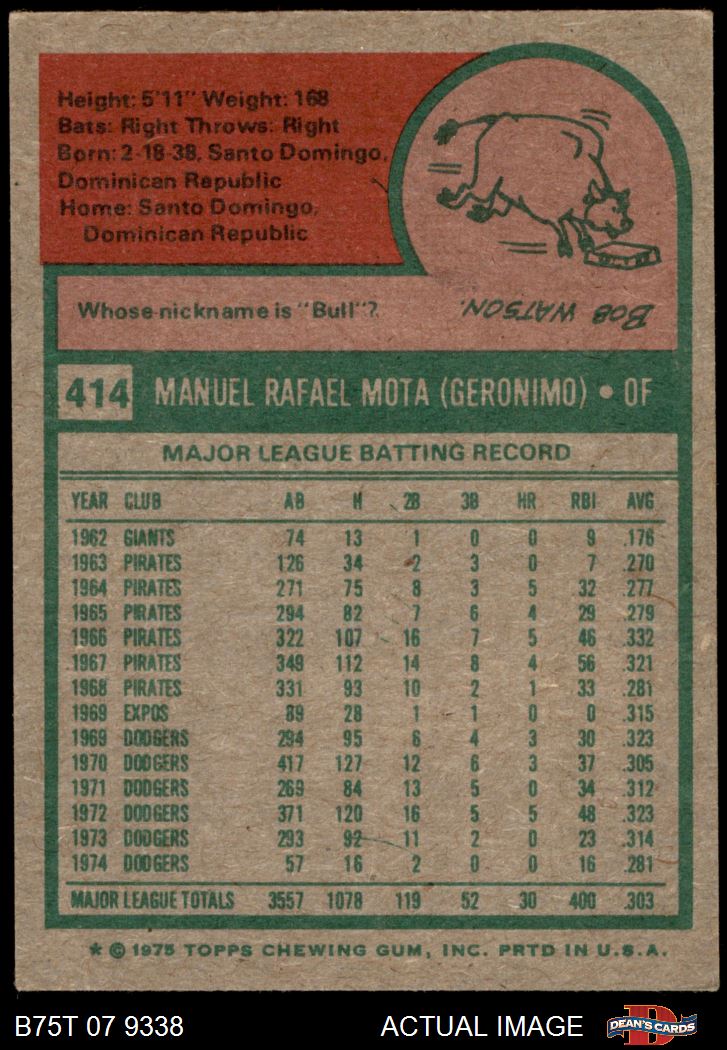 Height: 5'11" Weight: 168
Bats: Right Throws: Right
Born: 2-18-38, Santo Domingo,
Dominican Republic
Home: Santo Domingo,
Dominican Republic
Whose nickname is "Bull"?
BOB WATSON.
414 MANUEL RAFAEL MOTA (GERONIMO) • OF
MAJOR LEAGUE BATTING RECORD
YEAR CLUB AB H 2B 3B HR RBI AVG
1962 GIANTS 74 13 1 0 0 9 .176
1963 PIRATES 126 34 2 3 0 7 .270
1964 PIRATES 271 75 8 3 5 32 .277
1965 PIRATES 294 82 7 6 4 29 .279
1966 PIRATES 322 107 16 7 5 46 .332
1967 PIRATES 349 112 14 8 4 56 .321
1968 PIRATES 331 93 10 2 1 33 .281
1969 EXPOS 89 28 1 1 0 0 .315
1969 DODGERS 294 95 6 4 3 30 .323
1970 DODGERS 417 127 12 6 3 37 .305
1971 DODGERS 269 84 13 5 0 34 .312
1972 DODGERS 371 120 16 5 5 48 .323
1973 DODGERS 293 92 11 2 0 23 .314
1974 DODGERS 57 16 2 0 0 16 .281
MAJOR LEAGUE TOTALS 3557 1078 119 52 30 400 .303
* © 1975 TOPPS CHEWING GUM, INC. PRTD IN U.S.A.
B75T 07 9338 ACTUAL IMAGE DEAN'S CARDS